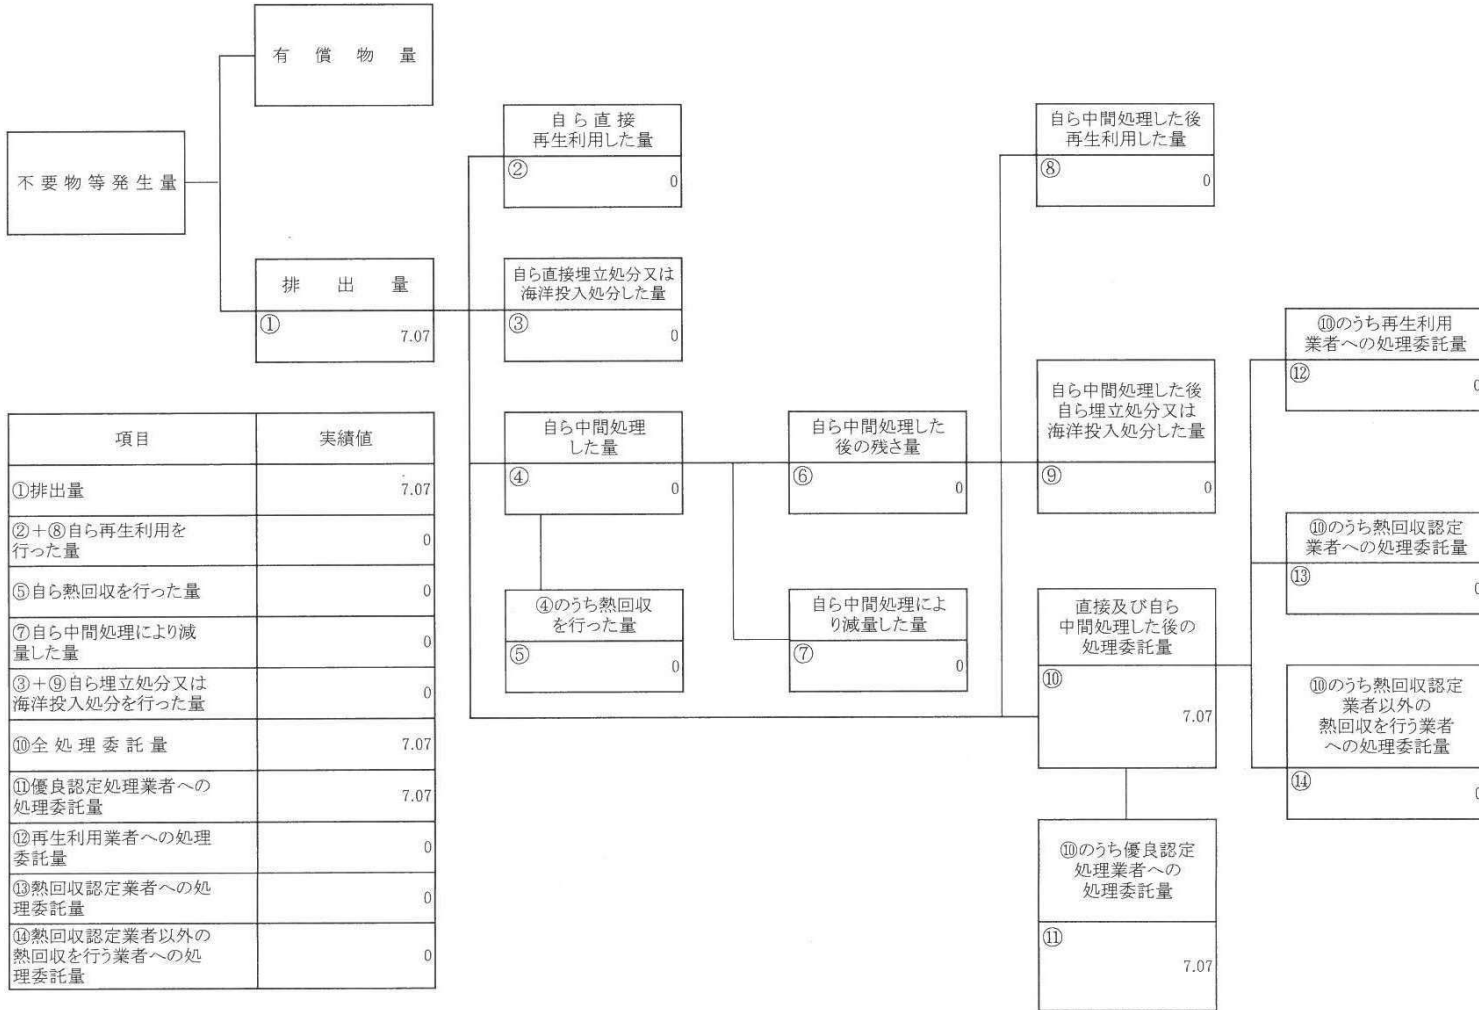 有償物量
不要物等発生量
排出量
①
7.07
自ら直接
再生利用した量
②
0
自ら直接埋立処分又は
海洋投入処分した量
③
0
自ら中間処理
した量
④
0
④のうち熱回収
を行った量
⑤
0
自ら中間処理した
後の残さ量
⑥
0
自ら中間処理によ
り減量した量
⑦
0
自ら中間処理した後
再生利用した量
⑧
0
自ら中間処理した後
自ら埋立処分又は
海洋投入処分した量
⑨
0
直接及び自ら
中間処理した後の
処理委託量
⑩
7.07
⑩のうち優良認定
処理業者への
処理委託量
⑪
7.07
⑩のうち再生利用
業者への処理委託量
⑫
0
⑩のうち熱回収認定
業者への処理委託量
⑬
0
⑩のうち熱回収認定
業者以外の
熱回収を行う業者
への処理委託量
⑭
0
項目 実績値
①排出量 7.07
②+⑧自ら再生利用を
行った量 0
⑤自ら熱回収を行った量 0
⑦自ら中間処理により減
量した量 0
③+⑨自ら埋立処分又は
海洋投入処分を行った量 0
⑩全処理委託量 7.07
⑪優良認定処理業者への
処理委託量 7.07
⑫再生利用業者への処理
委託量 0
⑬熱回収認定業者への処
理委託量 0
⑭熱回収認定業者以外の
熱回収を行う業者への処
理委託量 0